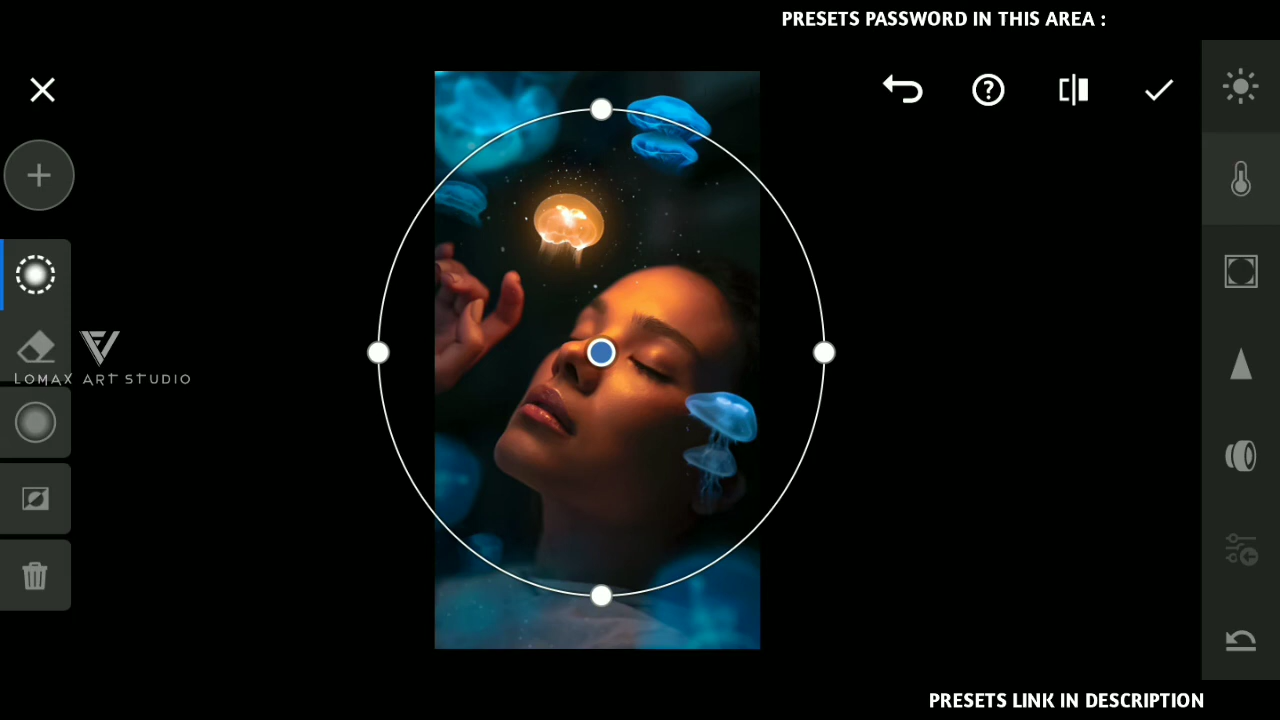 PRESETS PASSWORD IN THIS AREA :
LOMAX ART STUDIO
PRESETS LINK IN DESCRIPTION